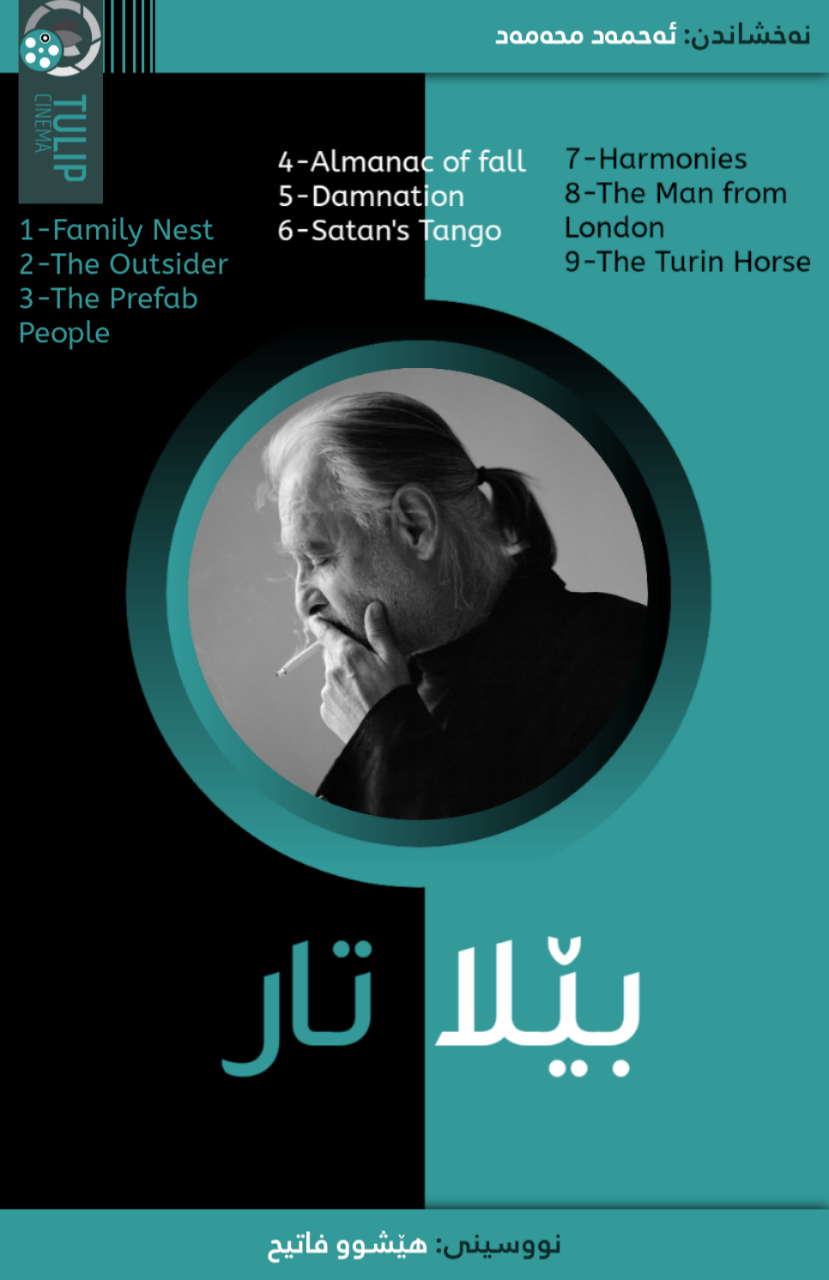 نەخشاندن: ئەحمەد محەمەد
TULIP
CINEMA
1-Family Nest
2-The Outsider
3-The Prefab
People
4-Almanac of fall
5-Damnation
6-Satan's Tango
7-Harmonies
8-The Man from
London
9-The Turin Horse
بێلا تار
نووسینی: هێشوو فاتیح